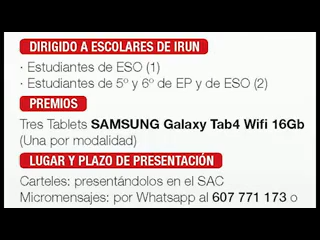 DIRIGIDO A ESCOLARES DE IRUN
· Estudiantes de ESO (1)
· Estudiantes de 5º y 6º de EP y de ESO (2)
PREMIOS
Tres Tablets SAMSUNG Galaxy Tab4 Wifi 16Gb
(Una por modalidad)
LUGAR Y PLAZO DE PRESENTACIÓN
Carteles: presentándolos en el SAC
Micromensajes: por Whatsapp al 607 771 173 o